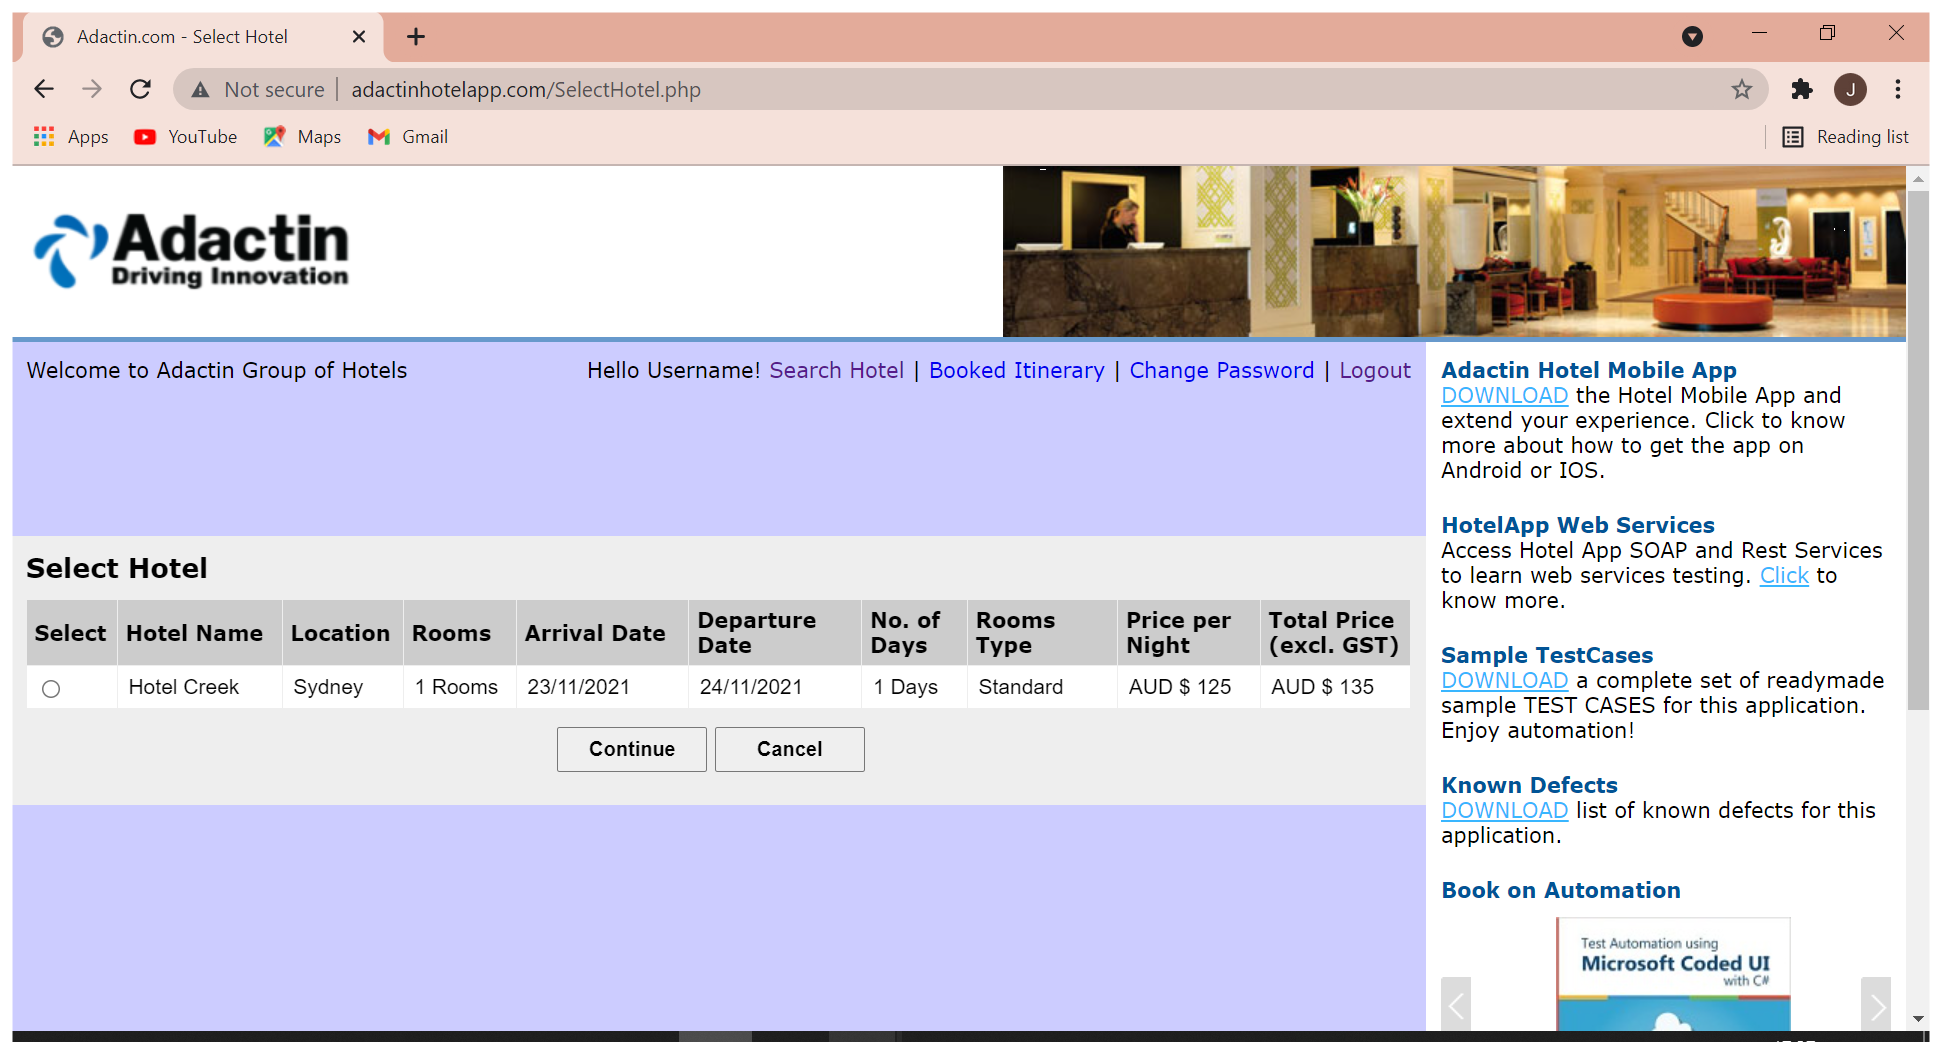 Adactin.com - Select Hotel
Not secure | adactinhotelapp.com/SelectHotel.php
J
Apps YouTube Maps Gmail Reading list
Adactin
Driving Innovation
Welcome to Adactin Group of Hotels
Hello Username! Search Hotel | Booked Itinerary | Change Password | Logout
Select Hotel
Select Hotel Name Location Rooms Arrival Date Departure Date No. of Days Rooms Type Price per Night Total Price (excl. GST)
Hotel Creek Sydney 1 Rooms 23/11/2021 24/11/2021 1 Days Standard AUD $ 125 AUD $ 135
Continue Cancel
Adactin Hotel Mobile App
DOWNLOAD the Hotel Mobile App and
extend your experience. Click to know
more about how to get the app on
Android or IOS.
HotelApp Web Services
Access Hotel App SOAP and Rest Services
to learn web services testing. Click to
know more.
Sample TestCases
DOWNLOAD a complete set of readymade
sample TEST CASES for this application.
Enjoy automation!
Known Defects
DOWNLOAD list of known defects for this
application.
Book on Automation
Test Automation using
Microsoft Coded UI
with C#